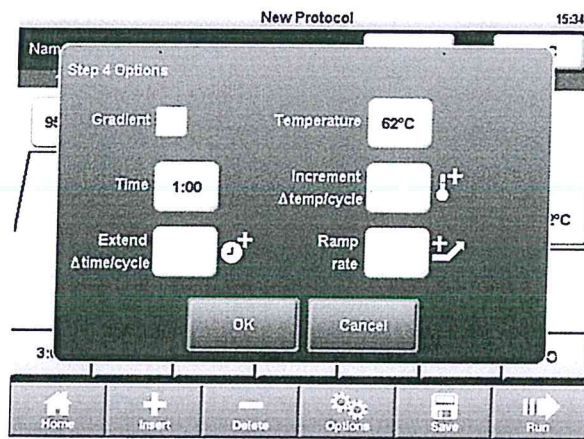 New Protocol 15:34
Step 4 Options
Gradient
Temperature 62°C
Time 1:00
Increment
Δtemp/cycle
Extend
Δtime/cycle
Ramp
rate
OK Cancel
Home Insert Delete Options Save Run